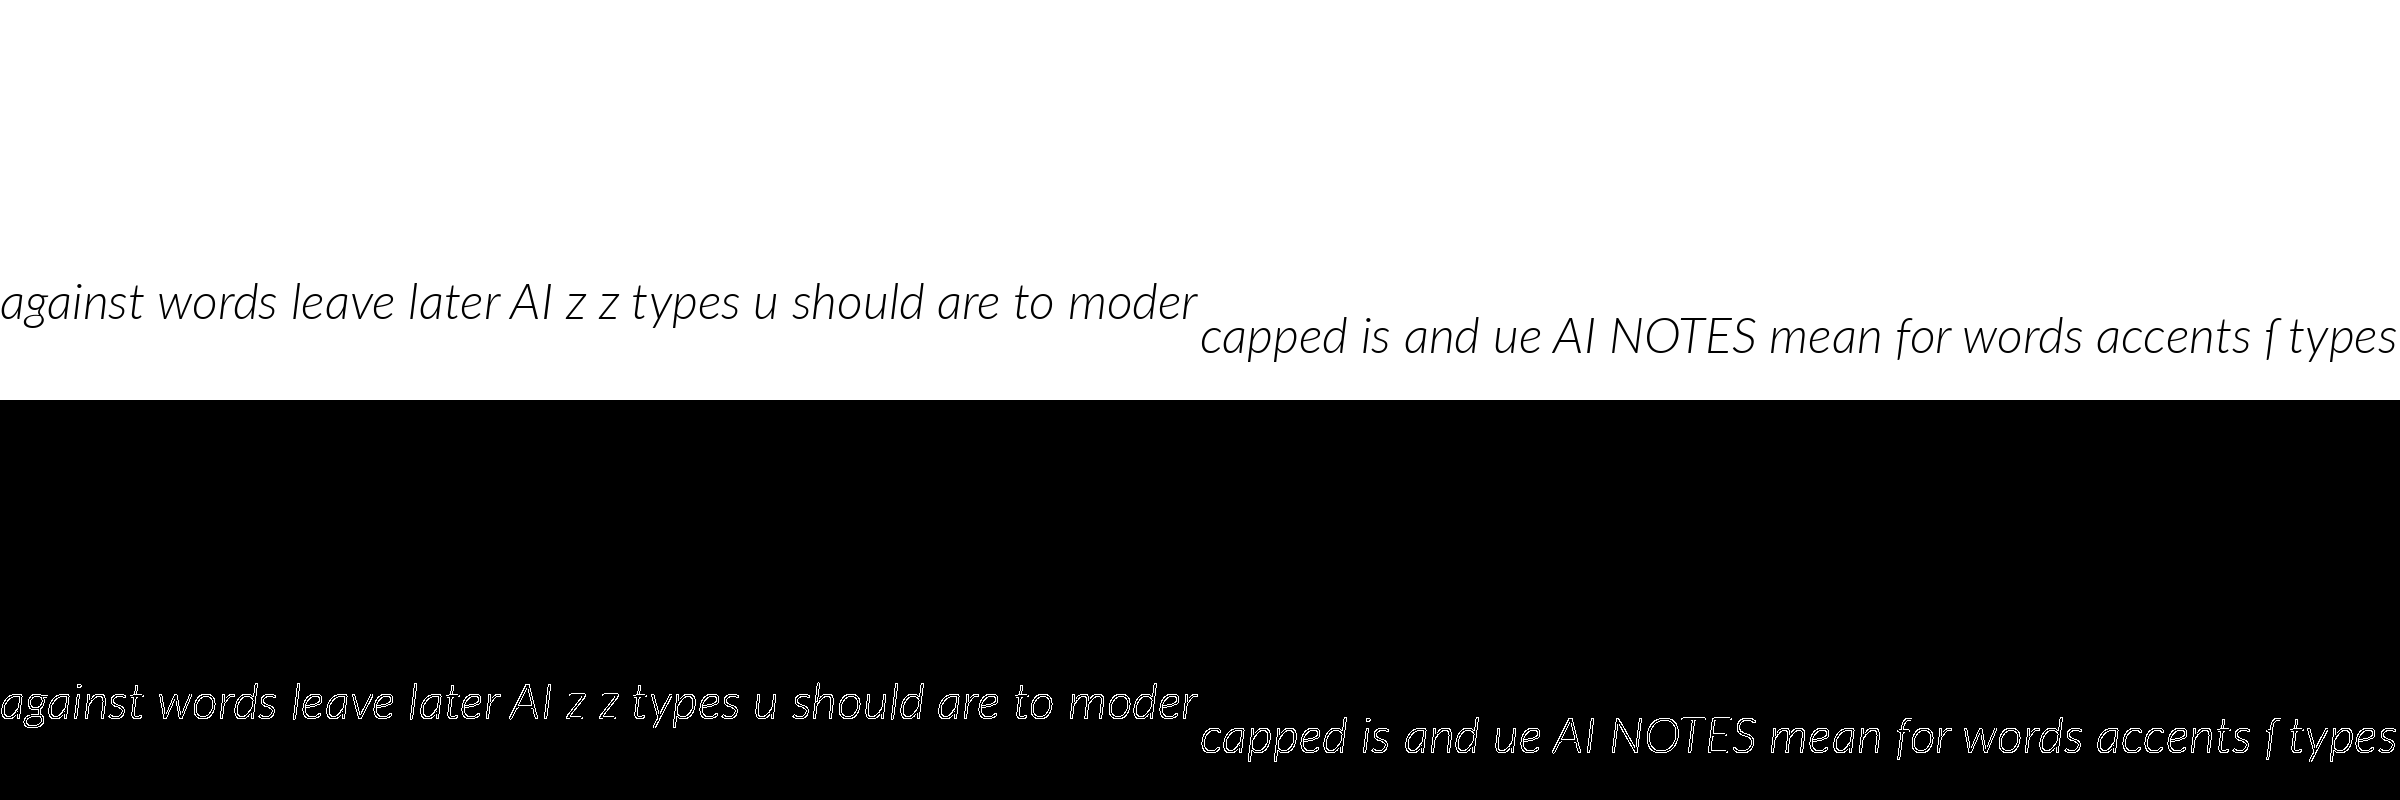 against words leave later AI z z types u should are to moder
capped is and ue AI NOTES mean for words accents ſ types
against words leave later AI z z types u should are to moder
capped is and ue AI NOTES mean for words accents ſ types